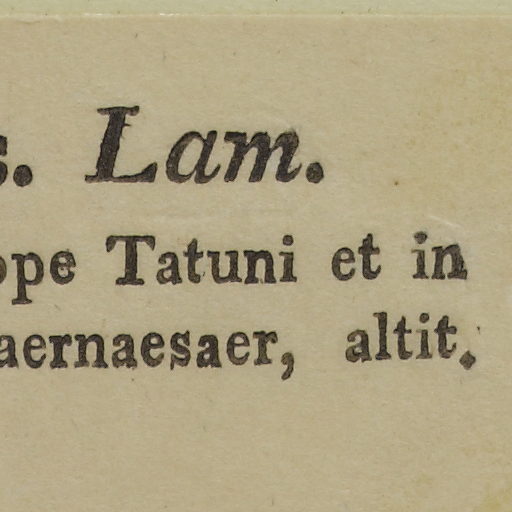 s. Lam.
ope Tatuni et in
aernaesaer, altit.